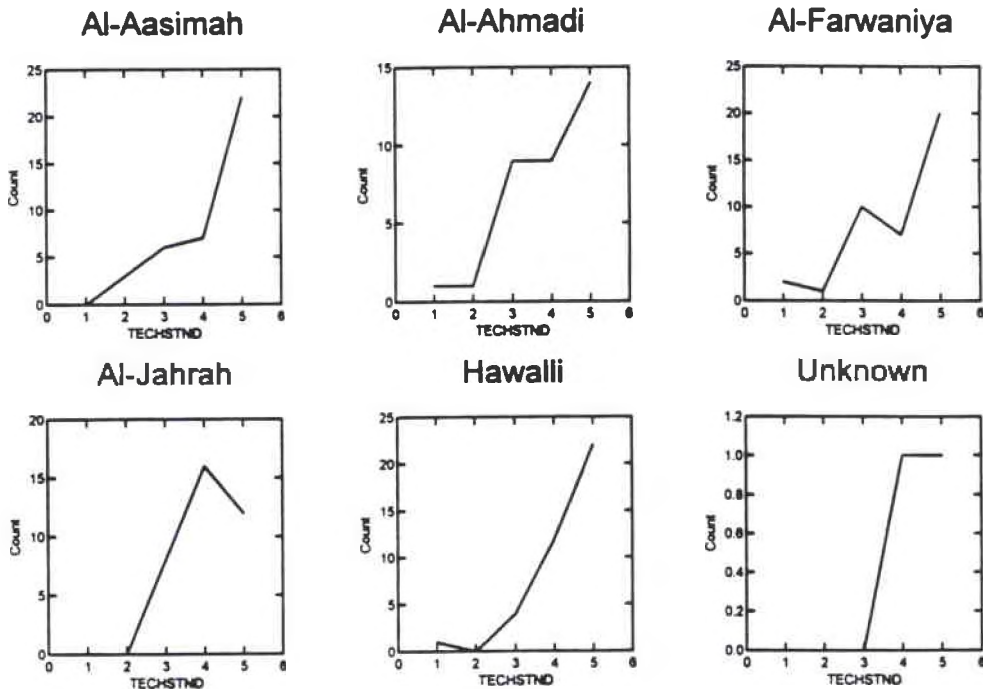 Al-Aasimah
Al-Ahmadi
Al-Farwaniya
25
20
15
10
5
0
Count
0 1 2 3 4 5 6
TECHSTND
15
10
5
0
Count
0 1 2 3 4 5 6
TECHSTND
25
20
15
10
5
0
Count
0 1 2 3 4 5 6
TECHSTND
Al-Jahrah
Hawalli
Unknown
20
15
10
5
0
Count
0 1 2 3 4 5 6
TECHSTND
25
20
15
10
5
0
Count
0 1 2 3 4 5 6
TECHSTND
1.2
1.0
0.8
0.6
0.4
0.2
0.0
Count
0 1 2 3 4 5 6
TECHSTND